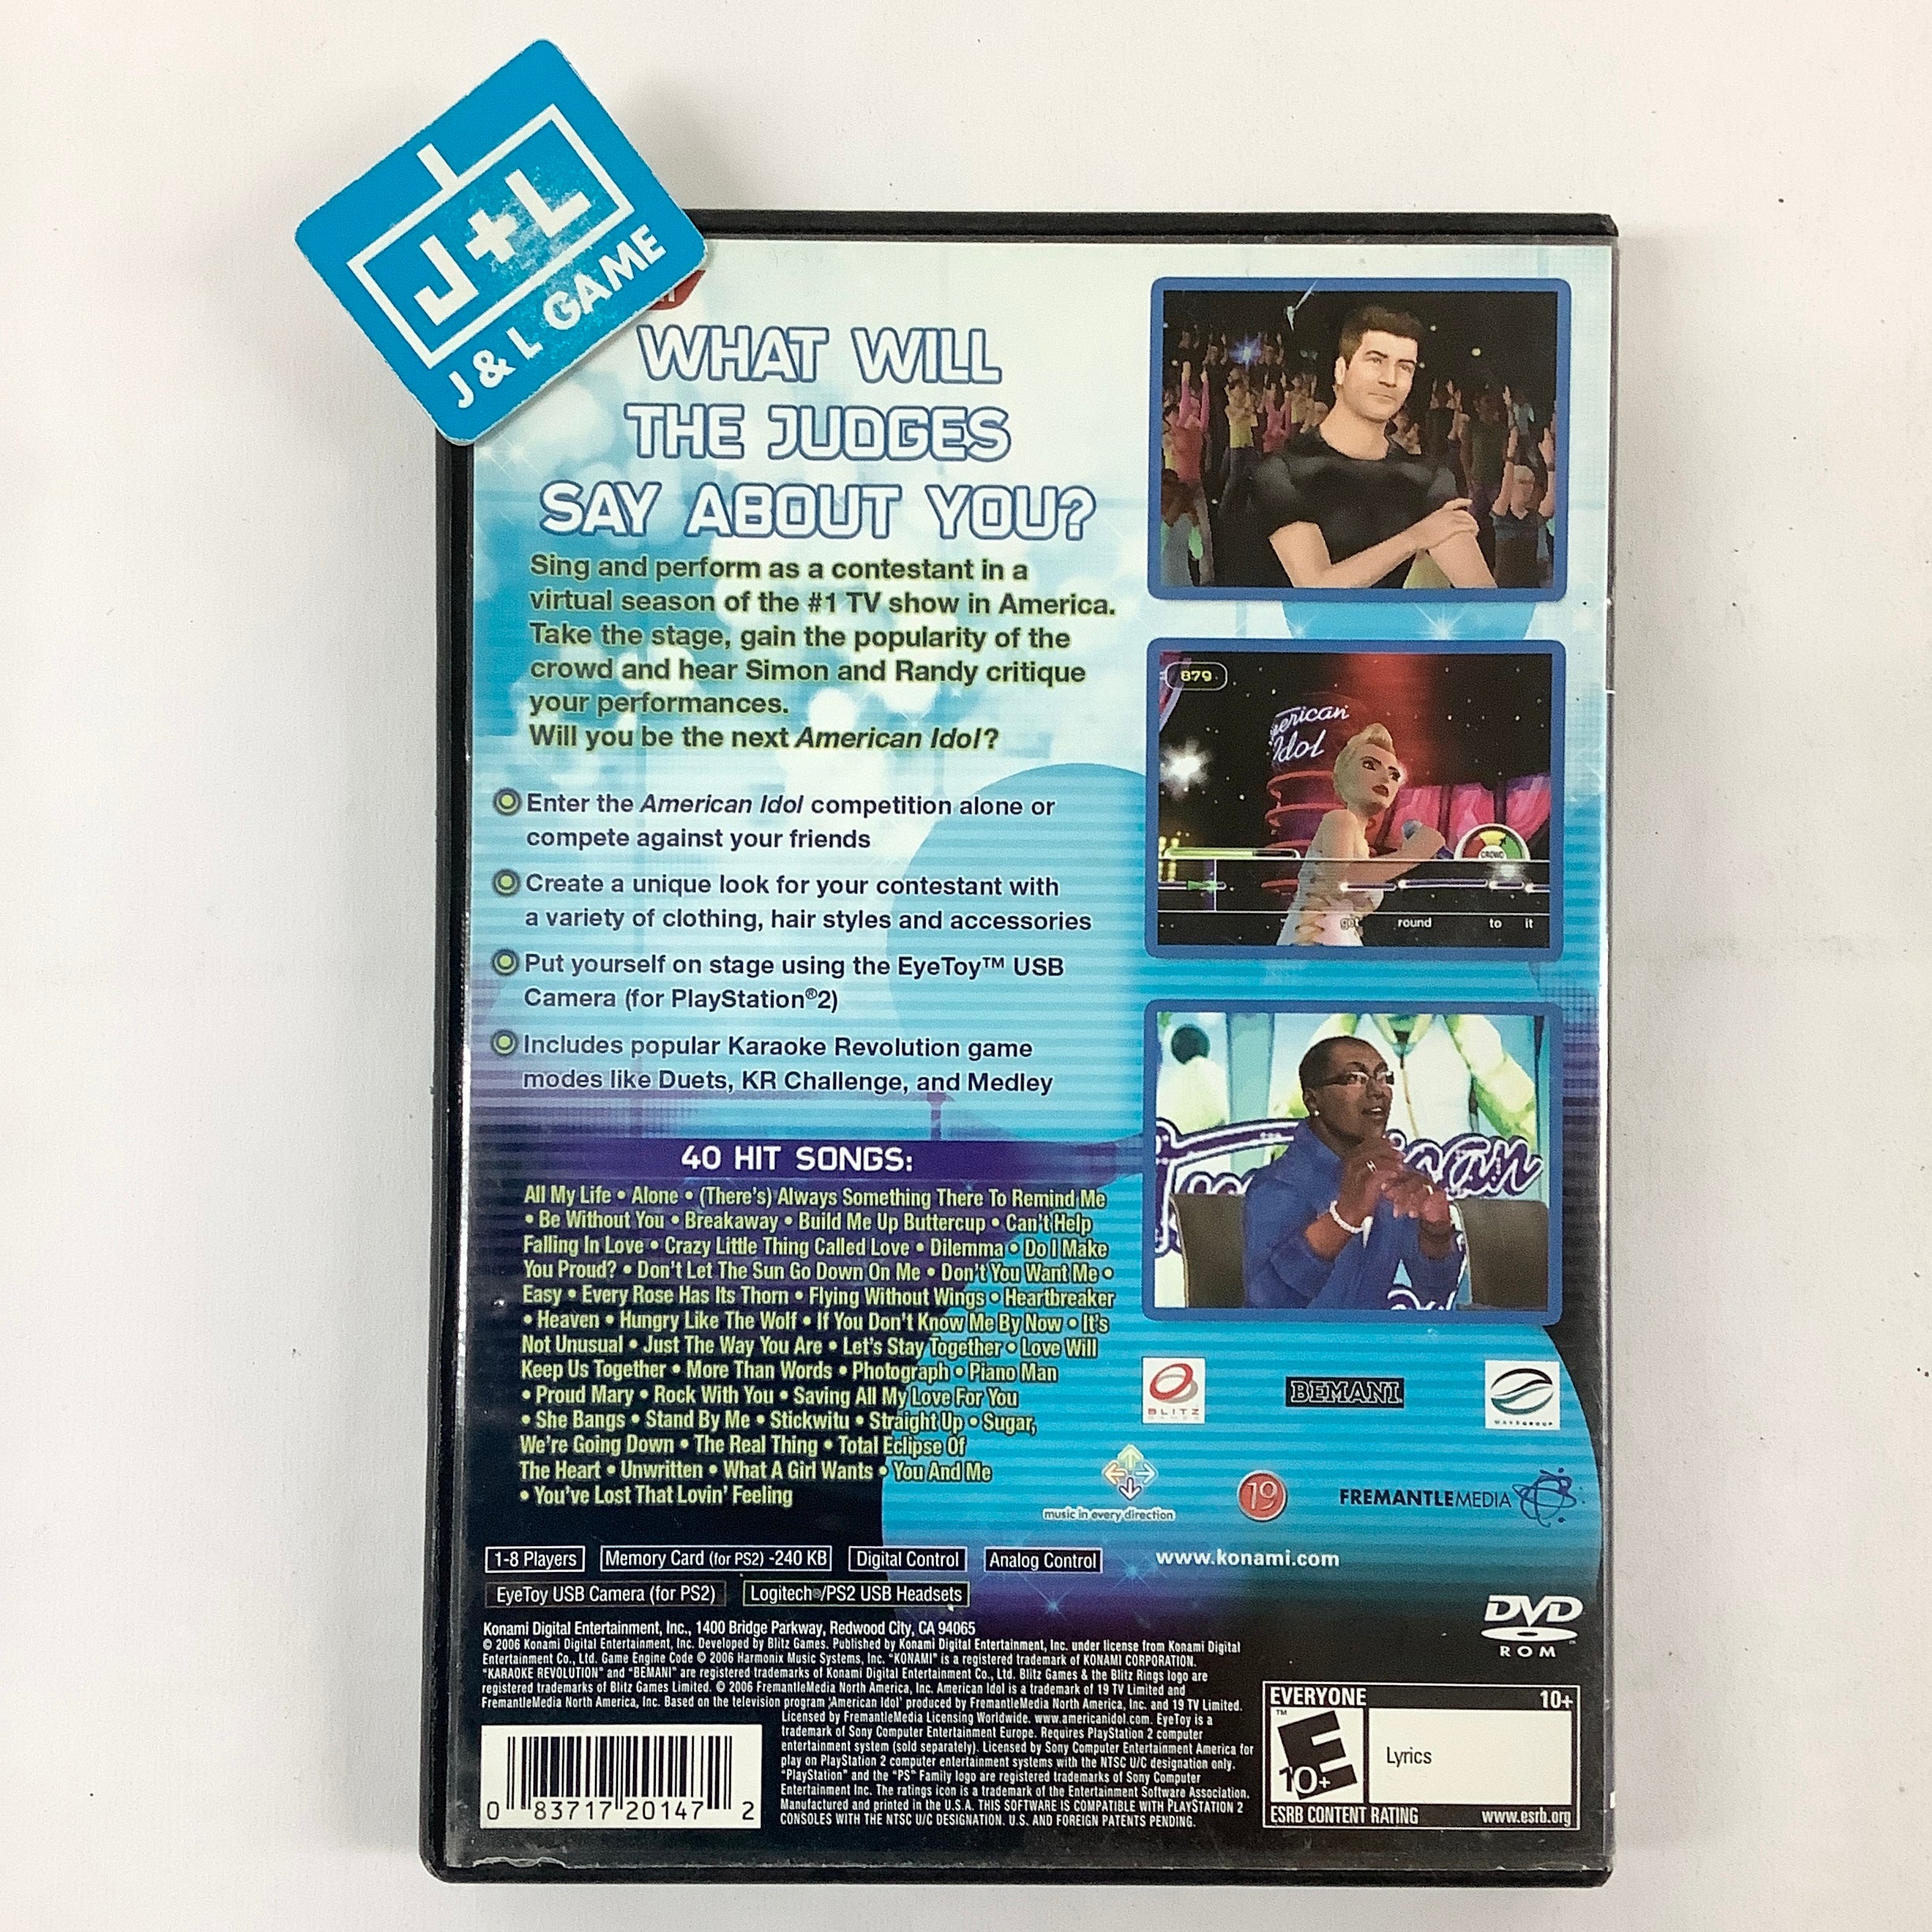 J+L
J & L GAME
WHAT WILL
THE JUDGES
SAY ABOUT YOU?
Sing and perform as a contestant in a
virtual season of the #1 TV show in America.
Take the stage, gain the popularity of the
crowd and hear Simon and Randy critique
your performances.
Will you be the next American Idol?
Enter the American Idol competition alone or
compete against your friends
Create a unique look for your contestant with
a variety of clothing, hair styles and accessories
Put yourself on stage using the EyeToy™ USB
Camera (for PlayStation®2)
Includes popular Karaoke Revolution game
modes like Duets, KR Challenge, and Medley
879
erican
Idol
CROWD
got round to it
40 HIT SONGS:
All My Life • Alone • (There's) Always Something There To Remind Me
• Be Without You • Breakaway • Build Me Up Buttercup • Can't Help
Falling In Love • Crazy Little Thing Called Love • Dilemma • Do I Make
You Proud? • Don't Let The Sun Go Down On Me • Don't You Want Me •
Easy • Every Rose Has Its Thorn • Flying Without Wings • Heartbreaker
• Heaven • Hungry Like The Wolf • If You Don't Know Me By Now • It's
Not Unusual • Just The Way You Are • Let's Stay Together • Love Will
Keep Us Together • More Than Words • Photograph • Piano Man
• Proud Mary • Rock With You • Saving All My Love For You
• She Bangs • Stand By Me • Stickwitu • Straight Up • Sugar,
We're Going Down • The Real Thing • Total Eclipse Of
The Heart • Unwritten • What A Girl Wants • You And Me
• You've Lost That Lovin' Feeling
BLITZ
GAMES
BEMANI
WAVEGROUP
music in every direction
19
FREMANTLEMEDIA
1-8 Players
Memory Card (for PS2) -240 KB
Digital Control
Analog Control
www.konami.com
EyeToy USB Camera (for PS2)
Logitech®/PS2 USB Headsets
DVD
ROM
Konami Digital Entertainment, Inc., 1400 Bridge Parkway, Redwood City, CA 94065
© 2006 Konami Digital Entertainment, Inc. Developed by Blitz Games. Published by Konami Digital Entertainment, Inc. under license from Konami Digital
Entertainment Co., Ltd. Game Engine Code © 2006 Harmonix Music Systems, Inc. "KONAMI" is a registered trademark of KONAMI CORPORATION.
"KARAOKE REVOLUTION" and "BEMANI" are registered trademarks of Konami Digital Entertainment Co., Ltd. Blitz Games & the Blitz Rings logo are
registered trademarks of Blitz Games Limited. © 2006 FremantleMedia North America, Inc. American Idol is a trademark of 19 TV Limited and
FremantleMedia North America, Inc. Based on the television program 'American Idol' produced by FremantleMedia North America, Inc. and 19 TV Limited.
Licensed by FremantleMedia Licensing Worldwide. www.americanidol.com. EyeToy is a
trademark of Sony Computer Entertainment Europe. Requires PlayStation 2 computer
entertainment system (sold separately). Licensed by Sony Computer Entertainment America for
play on PlayStation 2 computer entertainment systems with the NTSC U/C designation only.
"PlayStation" and the "PS" Family logo are registered trademarks of Sony Computer
Entertainment Inc. The ratings icon is a trademark of the Entertainment Software Association.
Manufactured and printed in the U.S.A. THIS SOFTWARE IS COMPATIBLE WITH PLAYSTATION 2
CONSOLES WITH THE NTSC U/C DESIGNATION. U.S. AND FOREIGN PATENTS PENDING.
0 83717 20147 2
EVERYONE 10+
E
10+
Lyrics
ESRB CONTENT RATING www.esrb.org